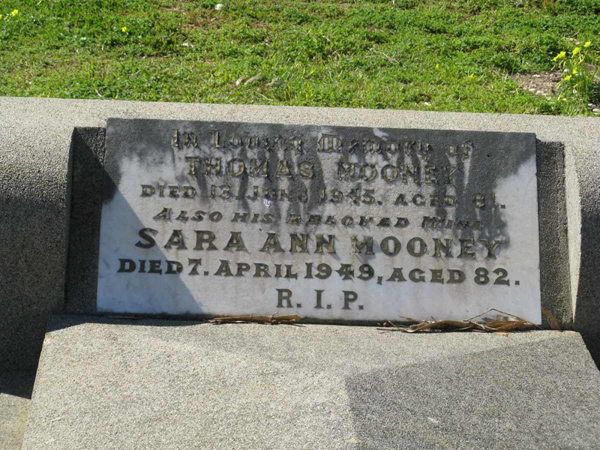 In Loving Memory of
THOMAS MOONEY
DIED 13. JUNE 1945. AGED 81.
ALSO HIS BELOVED WIFE
SARA ANN MOONEY
DIED 7. APRIL 1949, AGED 82.
R. I. P.